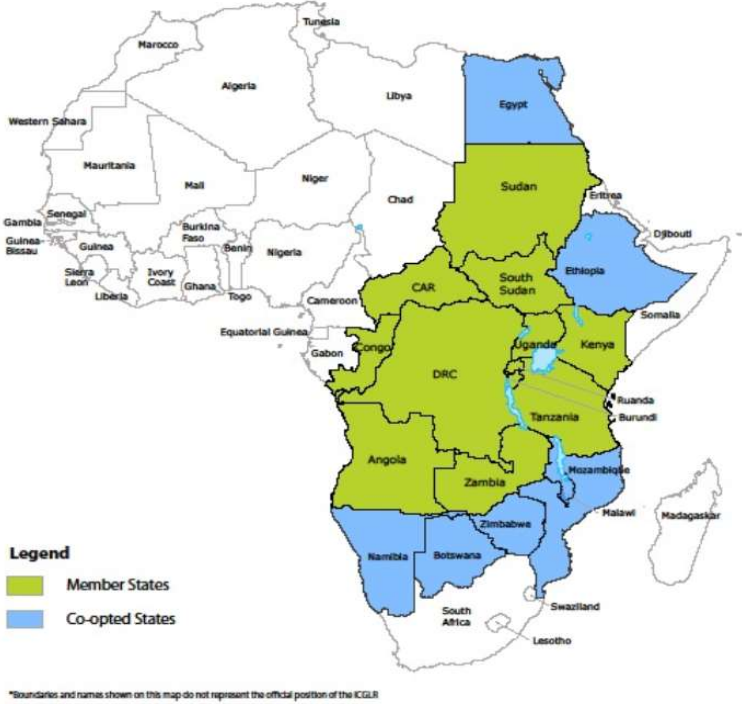 Tunesia
Morocco
Algeria
Libya
Egypt
Western Sahara
Mauritania
Mali
Niger
Chad
Sudan
Eritrea
Senegal
Gambia
Guinea-
Bissau
Guinea
Burkina
Faso
Benin
Nigeria
Djibouti
Ethiopia
Sierra
Leon
Ivory
Coast
Ghana
Liberia
Togo
Cameroon
CAR
South
Sudan
Somalia
Equatorial Guinea
Gabon
Congo
Uganda
Kenya
DRC
Ruanda
Burundi
Tanzania
Angola
Zambia
Mozambique
Malawi
Madagaskar
Zimbabwe
Namibia
Botswana
South
Africa
Swaziland
Lesotho
Legend
Member States
Co-opted States
*Boundaries and names shown on this map do not represent the official position of the ICGLR